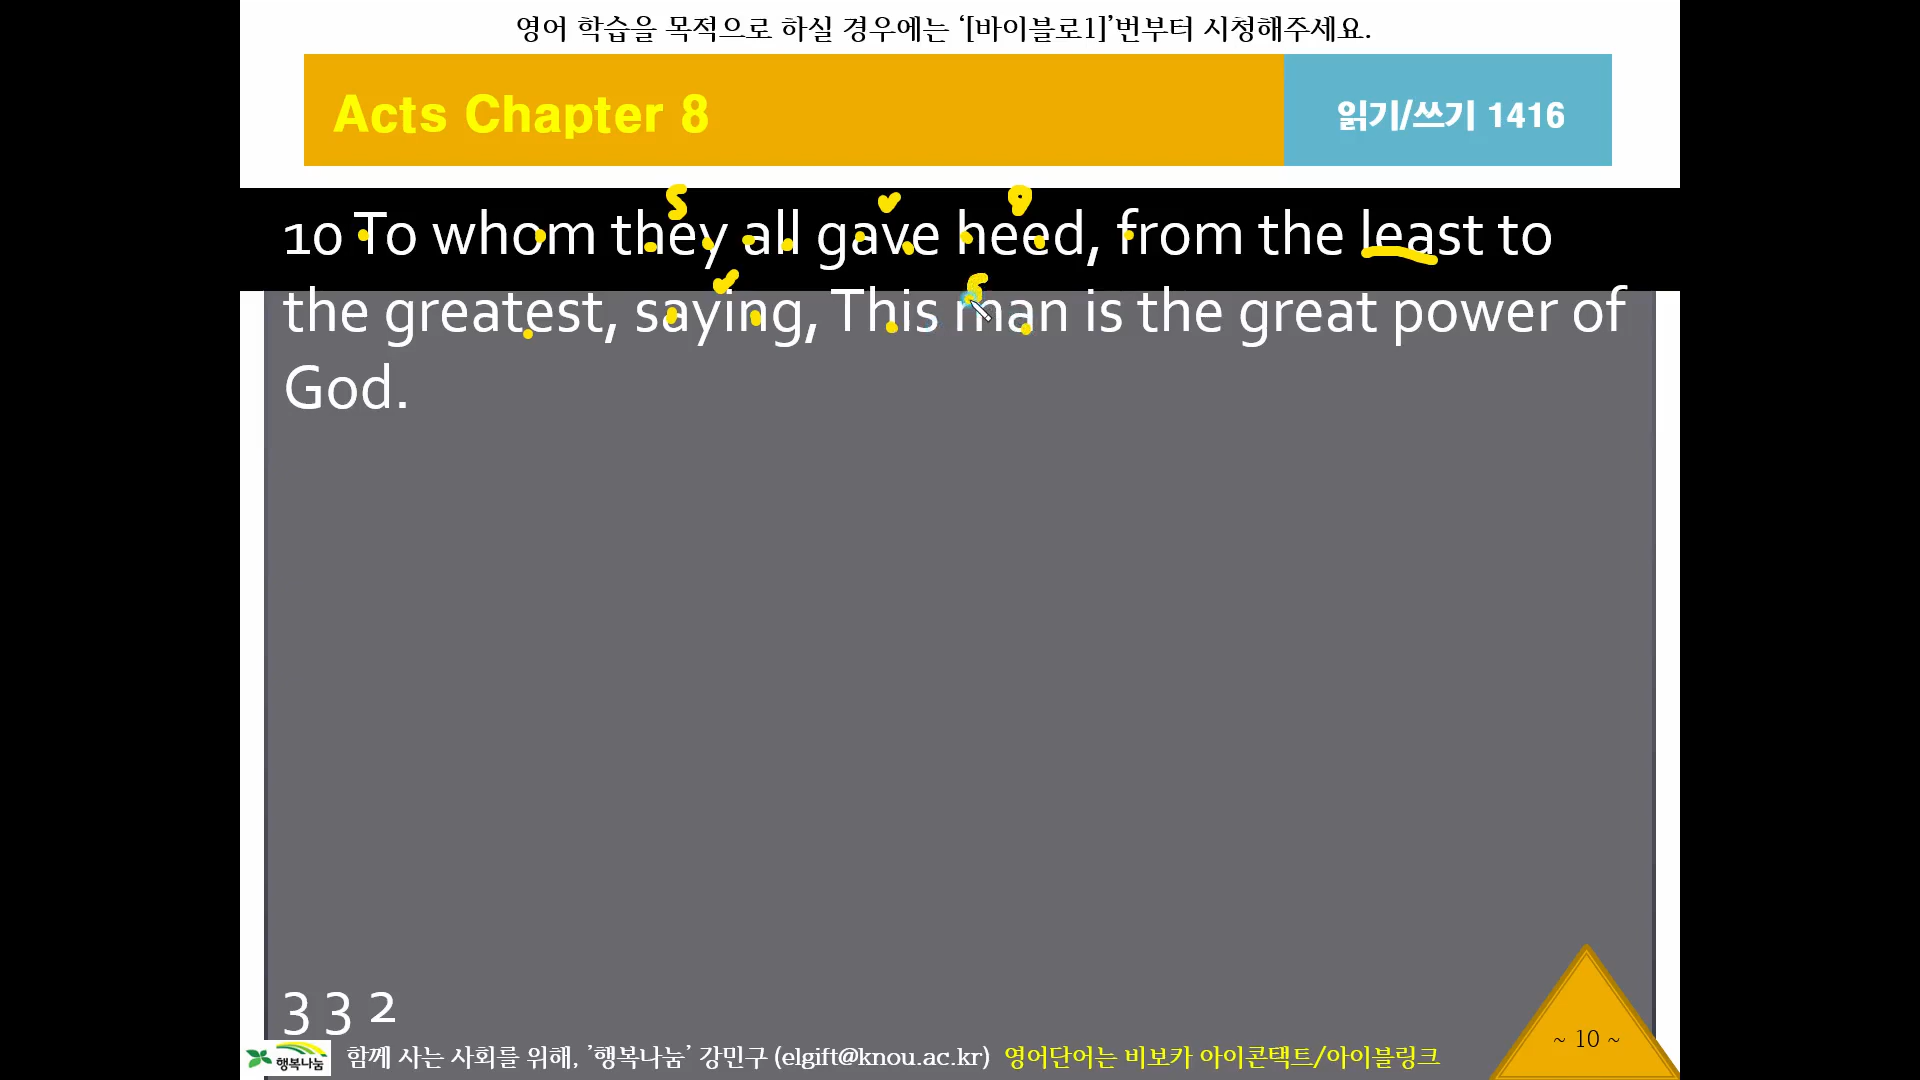 영어 학습을 목적으로 하실 경우에는 ‘[바이블로1]’번부터 시청해주세요.
Acts Chapter 8
읽기/쓰기 1416
10 To whom they all gave heed, from the least to
the greatest, saying, This man is the great power of
God.
3 3 2
~ 10 ~
행복나눔
함께 사는 사회를 위해, ’행복나눔’ 강민구 (elgift@knou.ac.kr) 영어단어는 비보카 아이콘택트/아이블링크